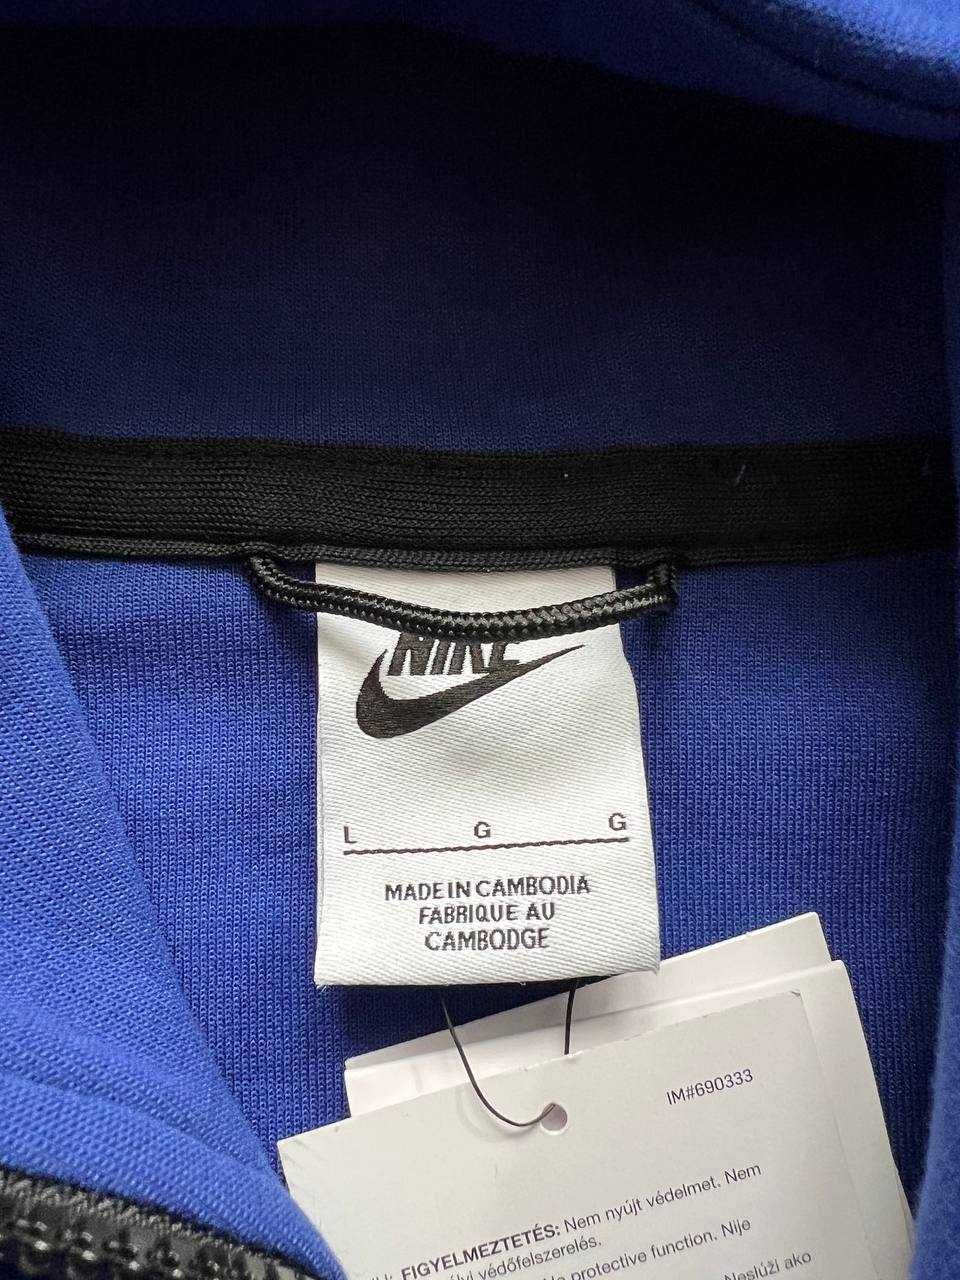 NIKE
L G G
MADE IN CAMBODIA
FABRIQUE AU
CAMBODGE
IM#690333
FIGYELMEZTETÉS: Nem nyújt védelmet. Nem
védőfelszerelés.
protective function. Nije
Neslúži ako